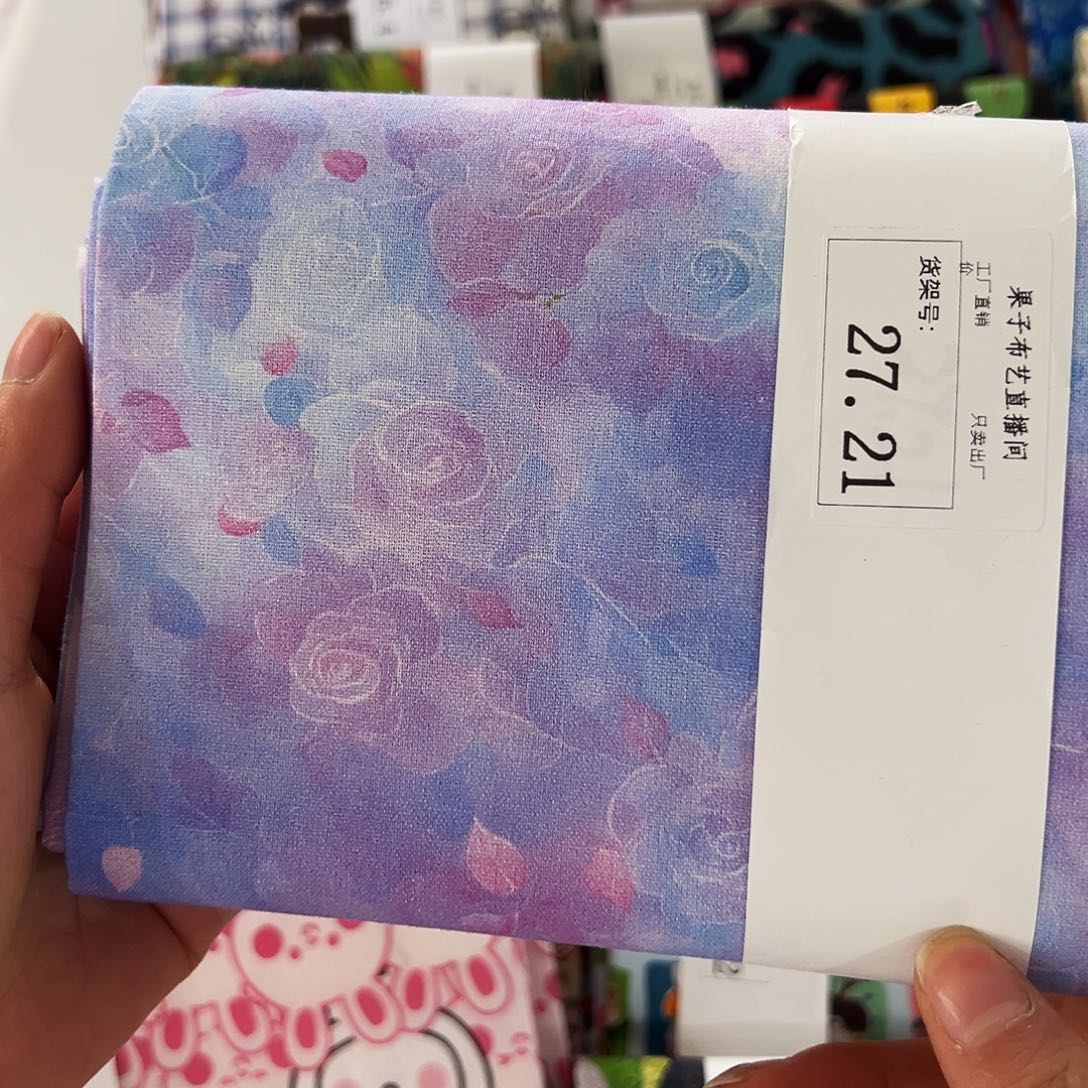 果子布艺直播间
工厂直销 只卖出厂
价
货架号:
27.21